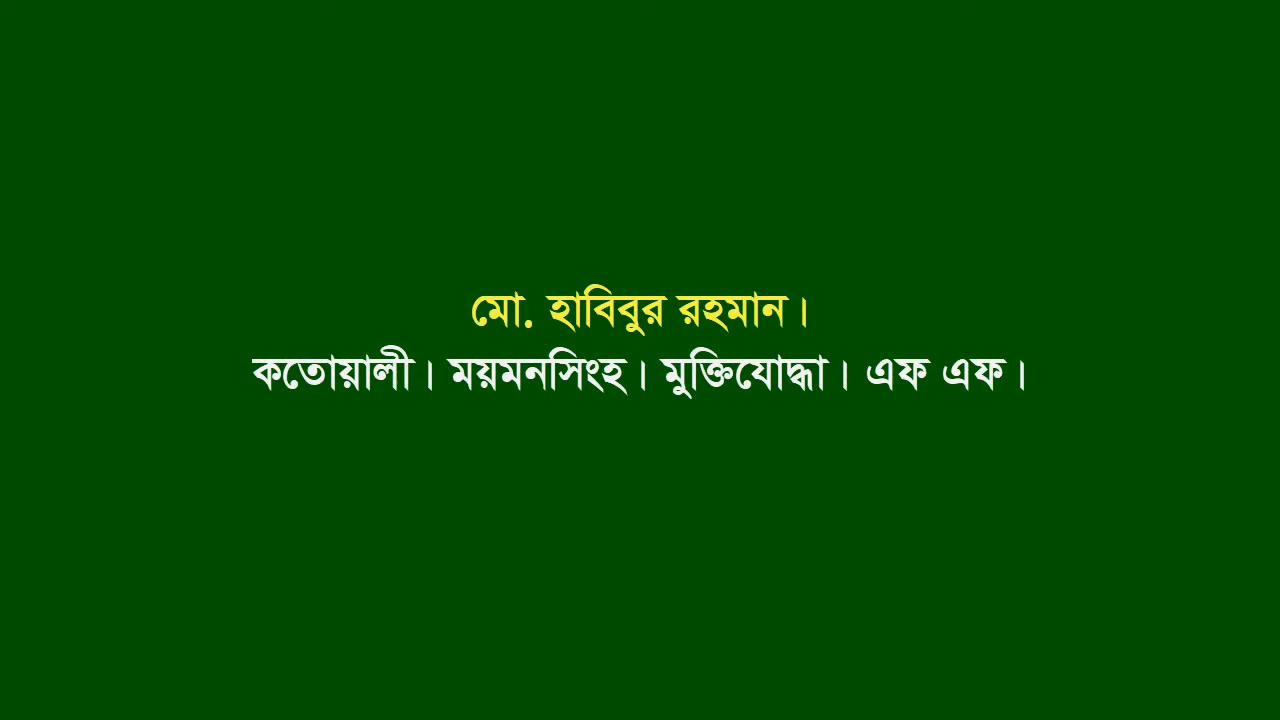 মো. হাবিবুর রহমান।
কতোয়ালী। ময়মনসিংহ। মুক্তিযোদ্ধা। এফ এফ।